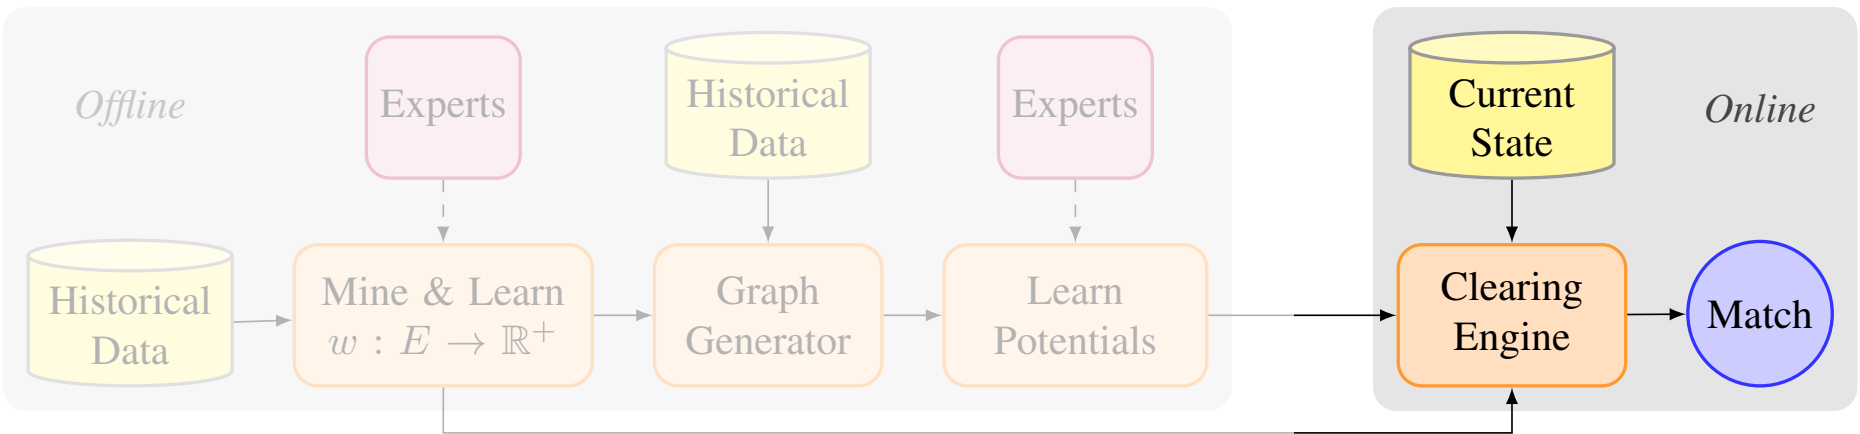 Offline
Experts
Historical
Data
Experts
Current
State
Online
Historical
Data
Mine & Learn
w : E → ℝ⁺
Graph
Generator
Learn
Potentials
Clearing
Engine
Match